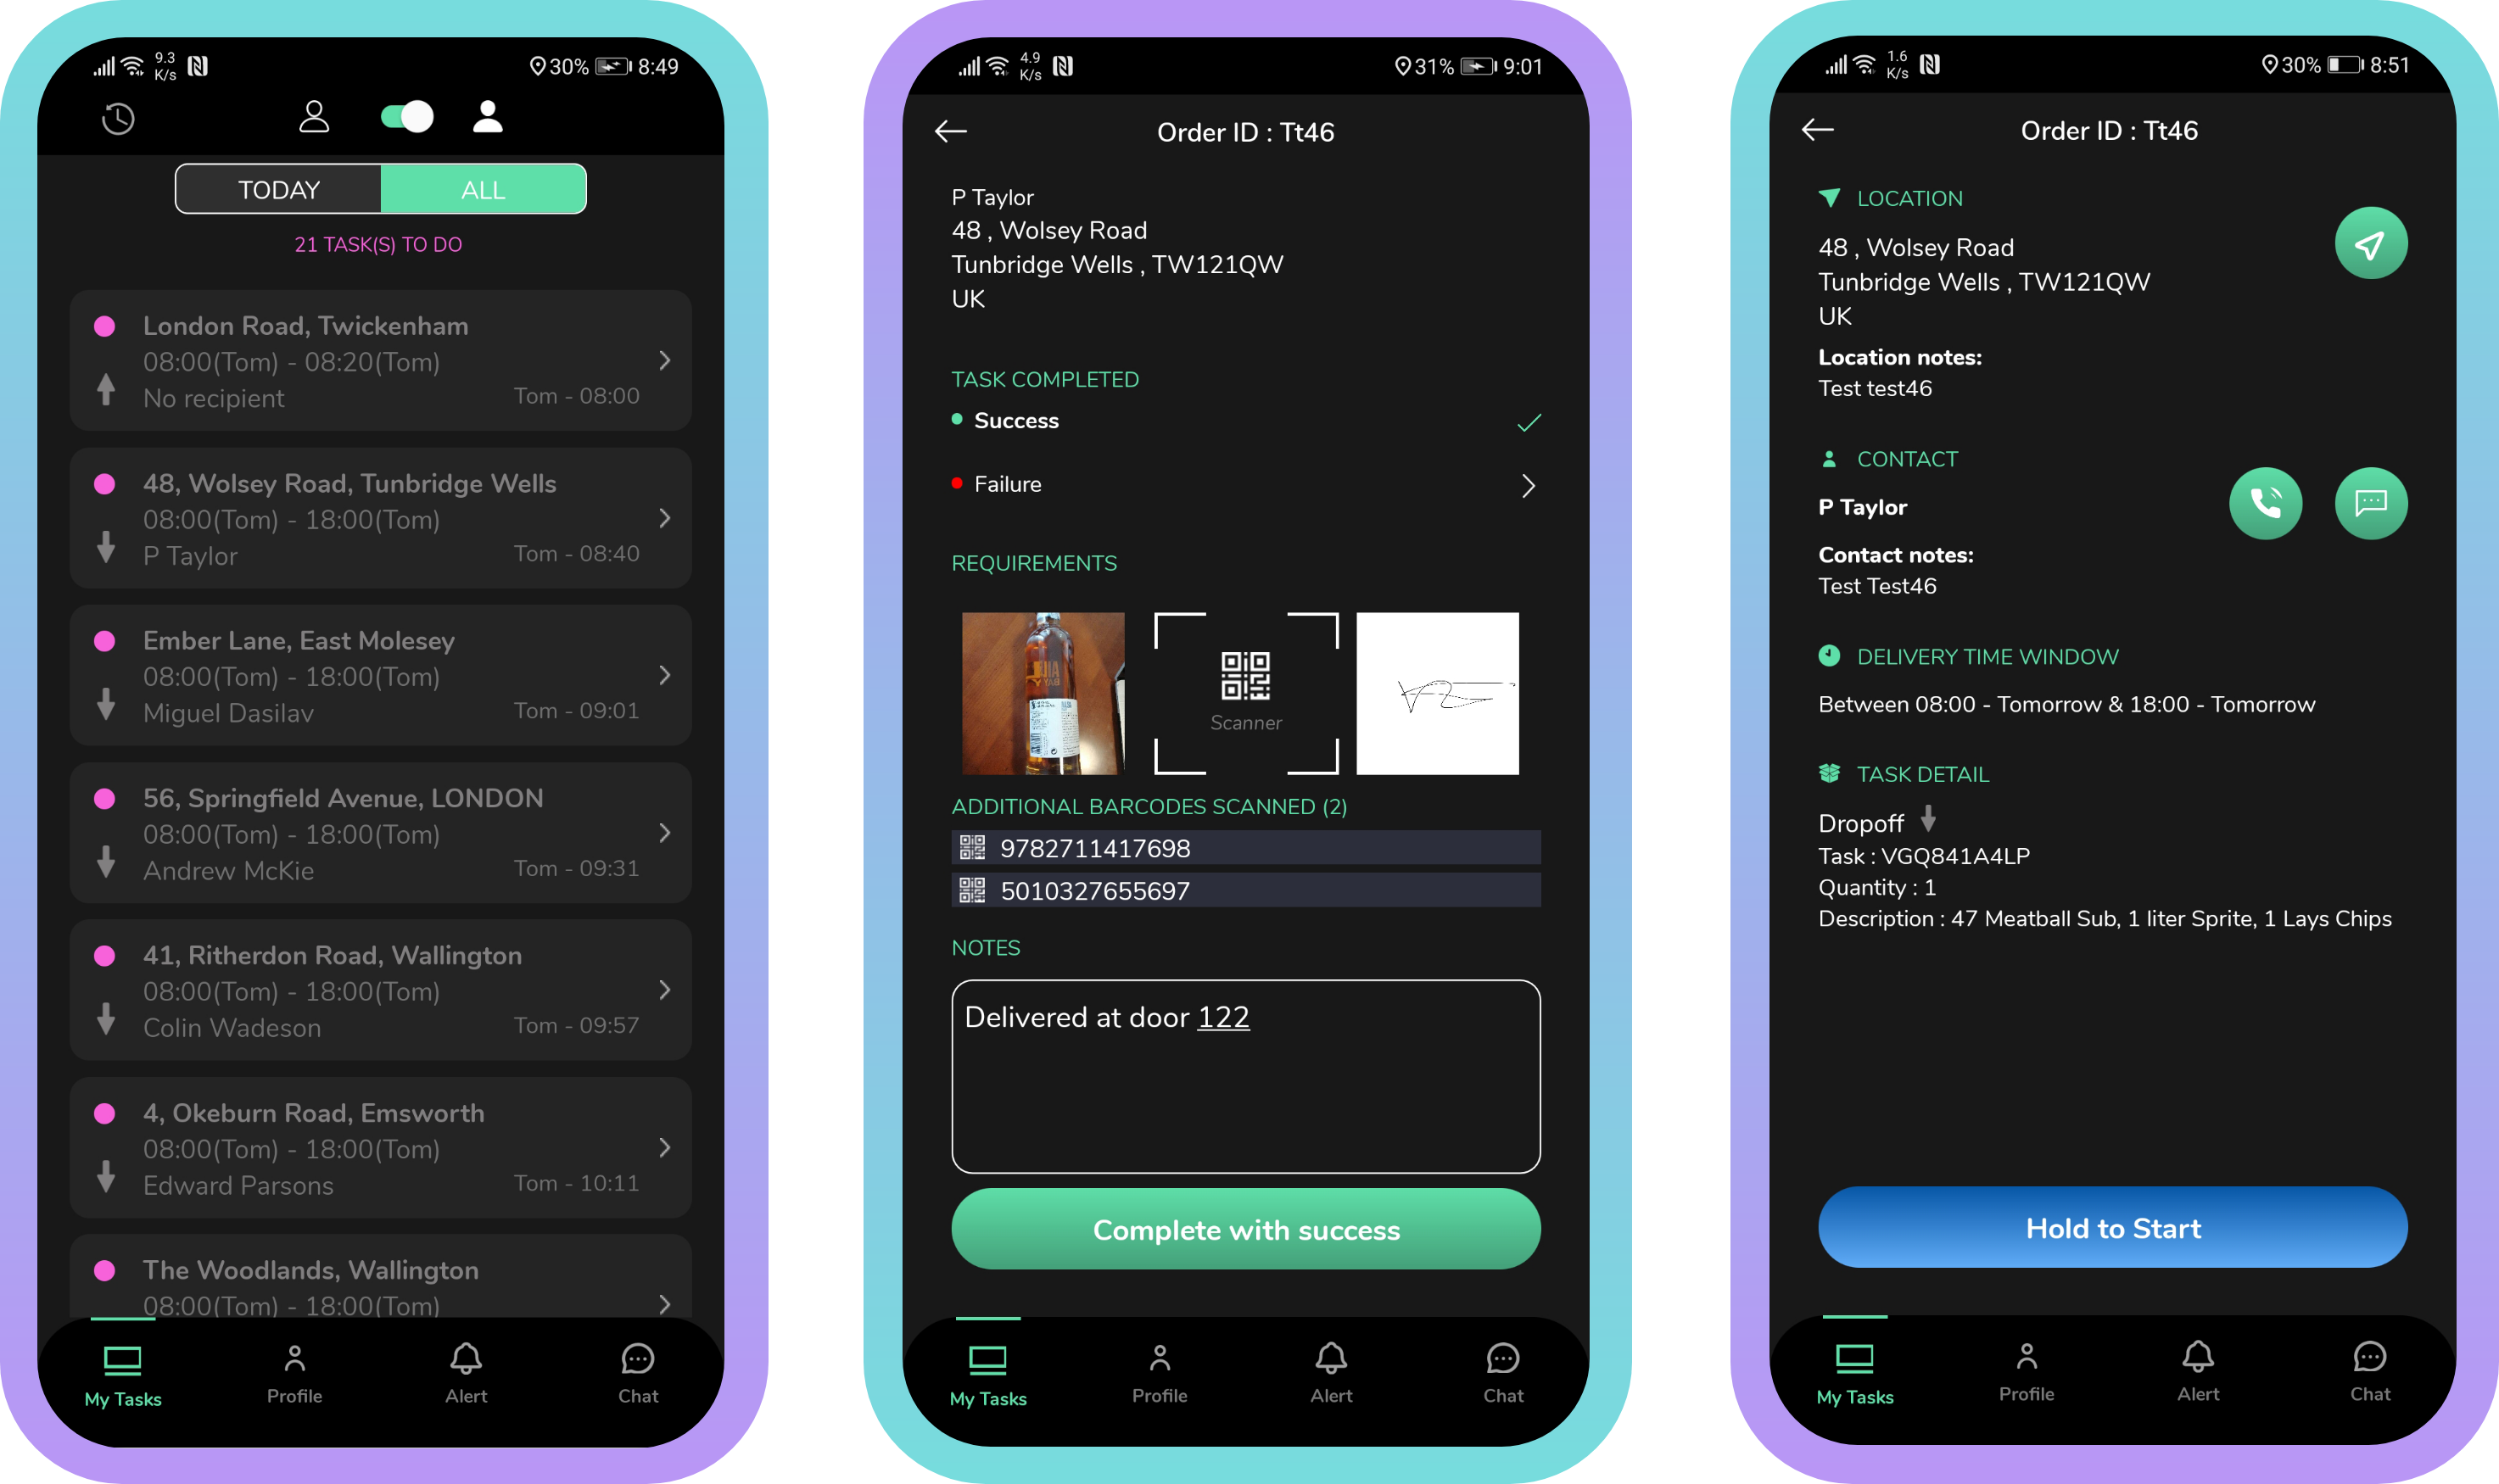 9.3
K/s
30%
8:49
TODAY
ALL
21 TASK(S) TO DO
London Road, Twickenham
08:00(Tom) - 08:20(Tom)
No recipient
Tom - 08:00
48, Wolsey Road, Tunbridge Wells
08:00(Tom) - 18:00(Tom)
P Taylor
Tom - 08:40
Ember Lane, East Molesey
08:00(Tom) - 18:00(Tom)
Miguel Dasilav
Tom - 09:01
56, Springfield Avenue, LONDON
08:00(Tom) - 18:00(Tom)
Andrew McKie
Tom - 09:31
41, Ritherdon Road, Wallington
08:00(Tom) - 18:00(Tom)
Colin Wadeson
Tom - 09:57
4, Okeburn Road, Emsworth
08:00(Tom) - 18:00(Tom)
Edward Parsons
Tom - 10:11
The Woodlands, Wallington
08:00(Tom) - 18:00(Tom)
My Tasks
Profile
Alert
Chat
4.9
K/s
31%
9:01
Order ID : Tt46
P Taylor
48 , Wolsey Road
Tunbridge Wells , TW121QW
UK
TASK COMPLETED
Success
Failure
REQUIREMENTS
Scanner
ADDITIONAL BARCODES SCANNED (2)
9782711417698
5010327655697
NOTES
Delivered at door 122
Complete with success
My Tasks
Profile
Alert
Chat
1.6
K/s
30%
8:51
Order ID : Tt46
LOCATION
48 , Wolsey Road
Tunbridge Wells , TW121QW
UK
Location notes:
Test test46
CONTACT
P Taylor
Contact notes:
Test Test46
DELIVERY TIME WINDOW
Between 08:00 - Tomorrow & 18:00 - Tomorrow
TASK DETAIL
Dropoff
Task : VGQ841A4LP
Quantity : 1
Description : 47 Meatball Sub, 1 liter Sprite, 1 Lays Chips
Hold to Start
My Tasks
Profile
Alert
Chat